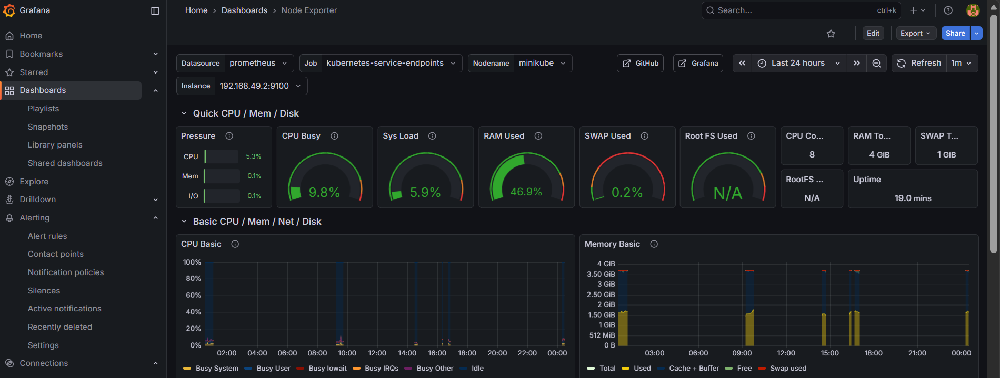 Grafana
Home › Dashboards › Node Exporter
Search... ctrl+k
Home
Bookmarks
Starred
Dashboards
Playlists
Snapshots
Library panels
Shared dashboards
Explore
Drilldown
Alerting
Alert rules
Contact points
Notification policies
Silences
Active notifications
Recently deleted
Settings
Connections
Edit
Export
Share
Datasource prometheus
Job kubernetes-service-endpoints
Nodename minikube
GitHub
Grafana
Last 24 hours
Refresh 1m
Instance 192.168.49.2:9100
Quick CPU / Mem / Disk
Pressure
CPU 5.3%
Mem 0.1%
I/O 0.1%
CPU Busy
9.8%
Sys Load
5.9%
RAM Used
46.9%
SWAP Used
0.2%
Root FS Used
N/A
CPU Co...
8
RAM To...
4 GiB
SWAP T...
1 GiB
RootFS ...
N/A
Uptime
19.0 mins
Basic CPU / Mem / Net / Disk
CPU Basic
100%
80%
60%
40%
20%
0%
02:00 04:00 06:00 08:00 10:00 12:00 14:00 16:00 18:00 20:00 22:00 00:00
Busy System Busy User Busy Iowait Busy IRQs Busy Other Idle
Memory Basic
4 GiB
3.50 GiB
3 GiB
2.50 GiB
2 GiB
1.50 GiB
1 GiB
512 MiB
0 B
03:00 06:00 09:00 12:00 15:00 18:00 21:00 00:00
Total Used Cache + Buffer Free Swap used